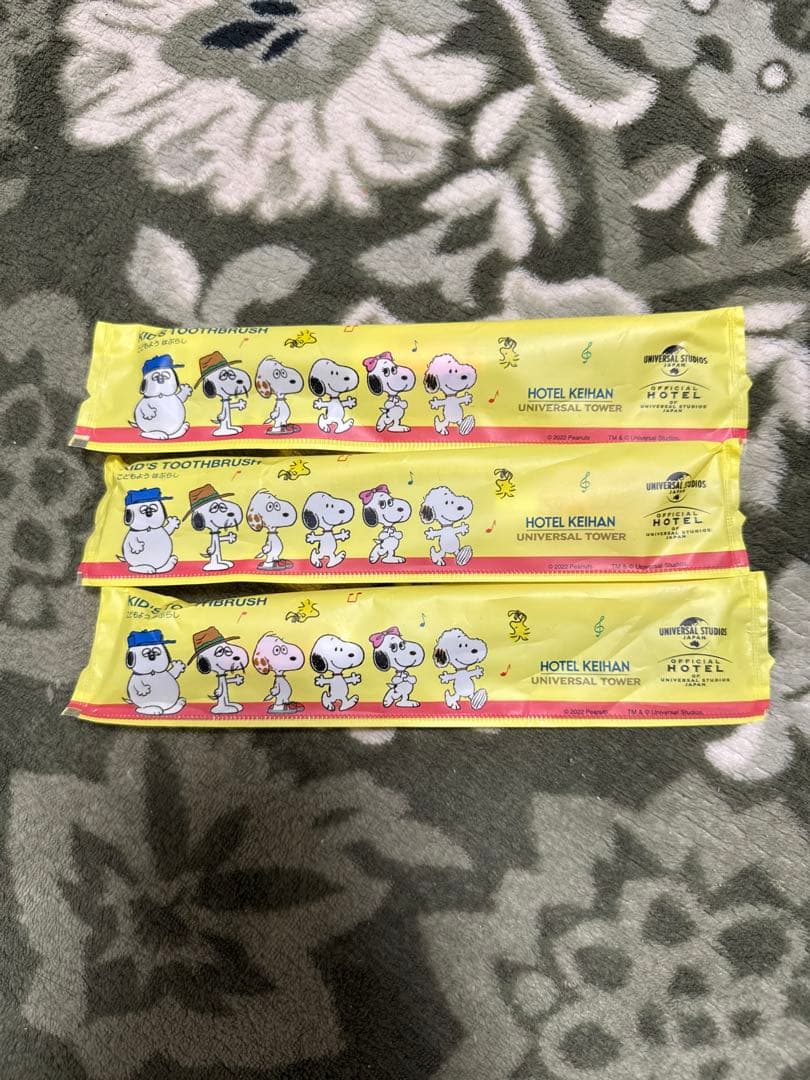 KID'S TOOTHBRUSH
こどもよう はぶらし
HOTEL KEIHAN
UNIVERSAL TOWER
UNIVERSAL STUDIOS
JAPAN
OFFICIAL
HOTEL
OF
UNIVERSAL STUDIOS
JAPAN
© 2022 Peanuts
TM & © Universal Studios.
KID'S TOOTHBRUSH
こどもよう はぶらし
HOTEL KEIHAN
UNIVERSAL TOWER
UNIVERSAL STUDIOS
JAPAN
OFFICIAL
HOTEL
OF
UNIVERSAL STUDIOS
JAPAN
© 2022 Peanuts
TM & © Universal Studios.
KID'S TOOTHBRUSH
こどもよう はぶらし
HOTEL KEIHAN
UNIVERSAL TOWER
UNIVERSAL STUDIOS
JAPAN
OFFICIAL
HOTEL
OF
UNIVERSAL STUDIOS
JAPAN
© 2022 Peanuts
TM & © Universal Studios.